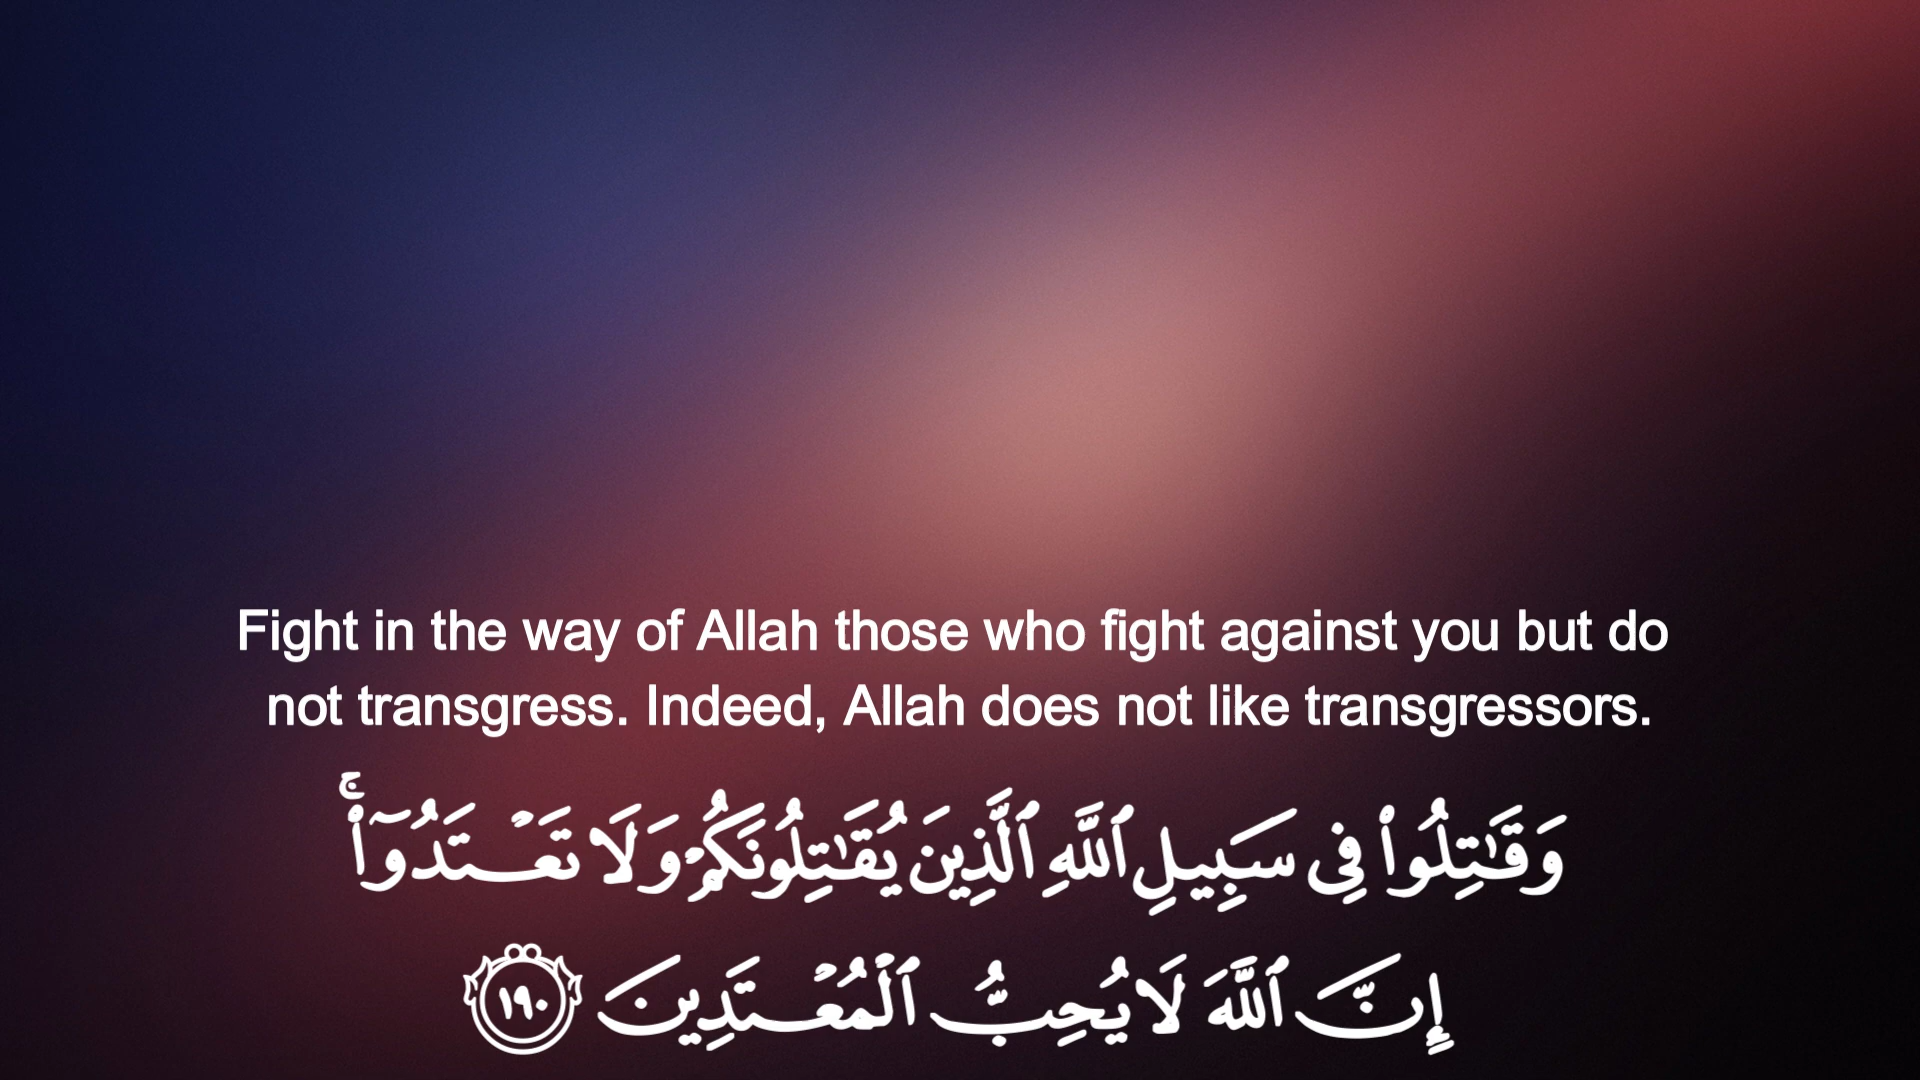 Fight in the way of Allah those who fight against you but do
not transgress. Indeed, Allah does not like transgressors.
وَقَـٰتِلُوا۟ فِى سَبِيلِ ٱللَّهِ ٱلَّذِينَ يُقَـٰتِلُونَكُمْ وَلَا تَعْتَدُوٓا۟ ۚ
إِنَّ ٱللَّهَ لَا يُحِبُّ ٱلْمُعْتَدِينَ ١٩٠